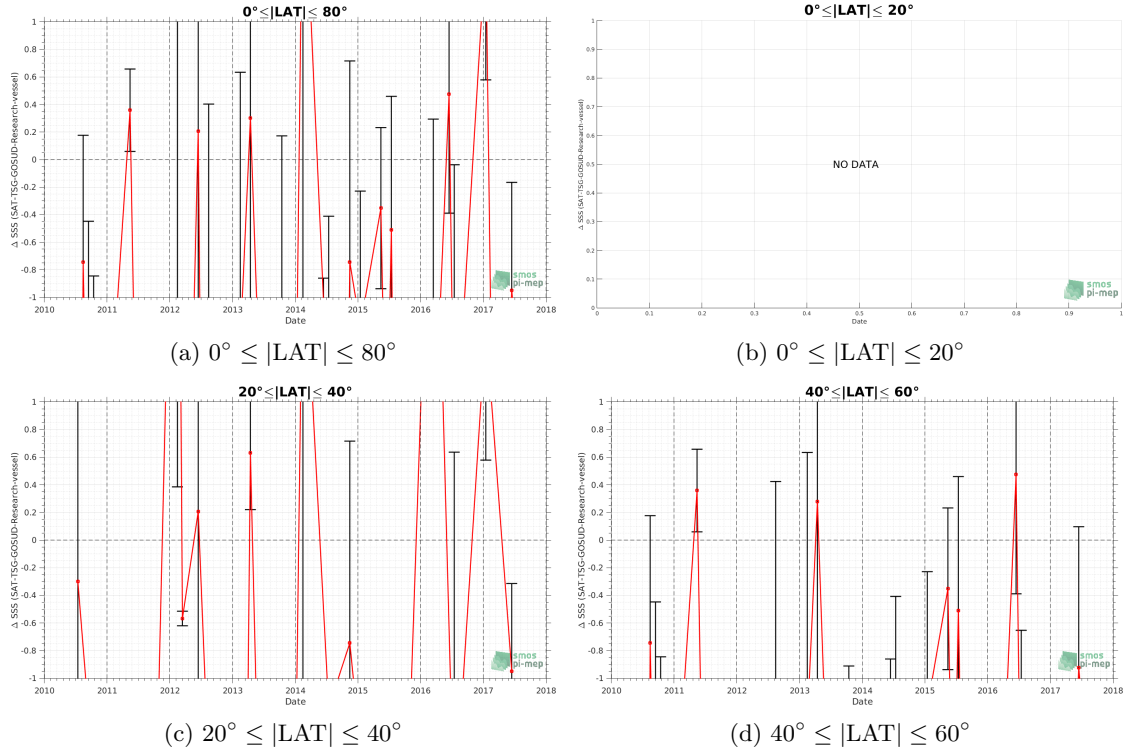 0°≤|LAT|≤ 80°
Δ SSS (SAT-TSG-GOSUD-Research-vessel)
1
0.8
0.6
0.4
0.2
0
-0.2
-0.4
-0.6
-0.8
-1
2010 2011 2012 2013 2014 2015 2016 2017 2018
Date
smos
pi-mep
(a) 0° ≤ |LAT| ≤ 80°
0°≤|LAT|≤ 20°
Δ SSS (SAT-TSG-GOSUD-Research-vessel)
1
0.9
0.8
0.7
0.6
0.5
0.4
0.3
0.2
0.1
0
NO DATA
0 0.1 0.2 0.3 0.4 0.5 0.6 0.7 0.8 0.9 1
Date
smos
pi-mep
(b) 0° ≤ |LAT| ≤ 20°
20°≤|LAT|≤ 40°
Δ SSS (SAT-TSG-GOSUD-Research-vessel)
1
0.8
0.6
0.4
0.2
0
-0.2
-0.4
-0.6
-0.8
-1
2010 2011 2012 2013 2014 2015 2016 2017 2018
Date
smos
pi-mep
(c) 20° ≤ |LAT| ≤ 40°
40°≤|LAT|≤ 60°
Δ SSS (SAT-TSG-GOSUD-Research-vessel)
1
0.8
0.6
0.4
0.2
0
-0.2
-0.4
-0.6
-0.8
-1
2010 2011 2012 2013 2014 2015 2016 2017 2018
Date
smos
pi-mep
(d) 40° ≤ |LAT| ≤ 60°